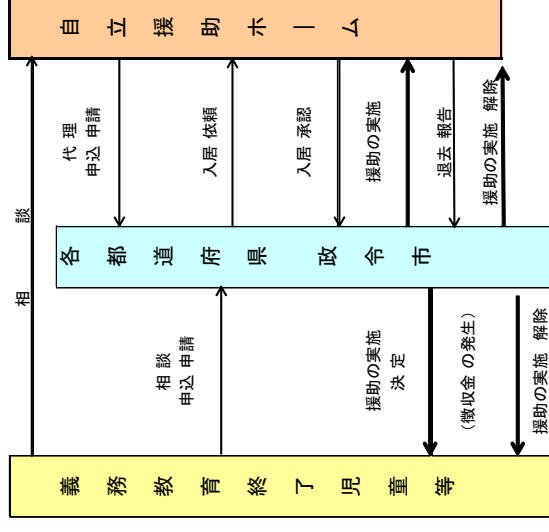 自立援助ホーム
相談
代理
申込 申請
入居 依頼
入居 承認
援助の実施
退去 報告
援助の実施 解除
各都道府県 政令市
相談
申込 申請
援助の実施
決定
（徴収金 の発生）
援助の実施 解除
義務教育終了児童等